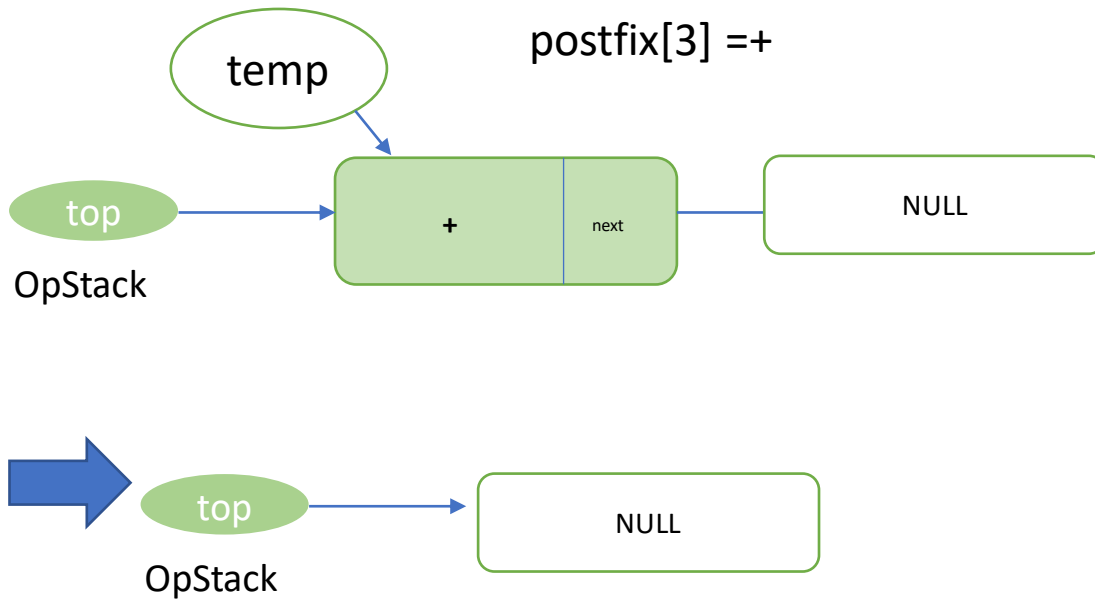 postfix[3] =+
temp
top
+
next
NULL
OpStack
top
NULL
OpStack